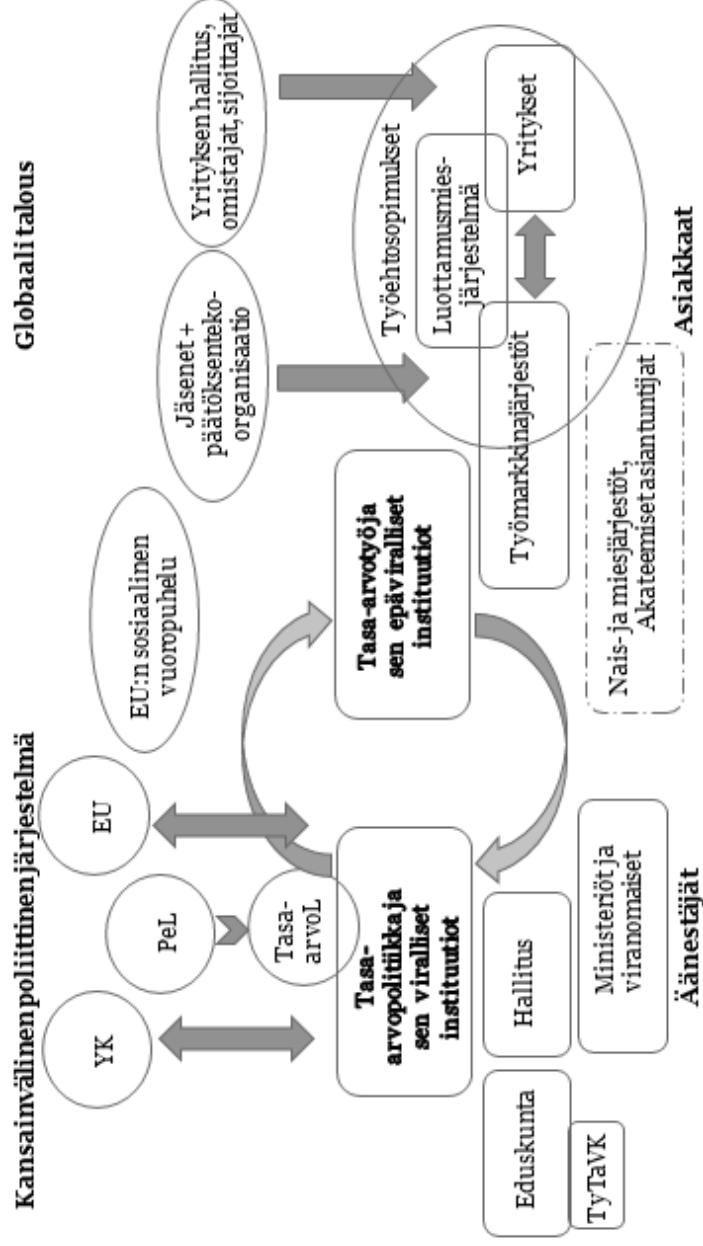 Kansainvälinen poliittinen järjestelmä
Globaali talous
YK
PeL
EU
Tasa-
arvoL
EU:n sosiaalinen
vuoropuhelu
Jäsenet +
päätöksenteko-
organisaatio
Yrityksen hallitus,
omistajat, sijoittajat
Tasa-
arvopolitiikka ja
sen viralliset
instituutiot
Tasa-arvotyö ja
sen epäviralliset
instituutiot
Työehtosopimukset
Luottamusmies-
järjestelmä
Yritykset
Työmarkkinajärjestöt
Eduskunta
TyTaVK
Hallitus
Ministeriöt ja
viranomaiset
Nais- ja miesjärjestöt,
Akateemiset asiantuntijat
Äänestäjät
Asiakkaat